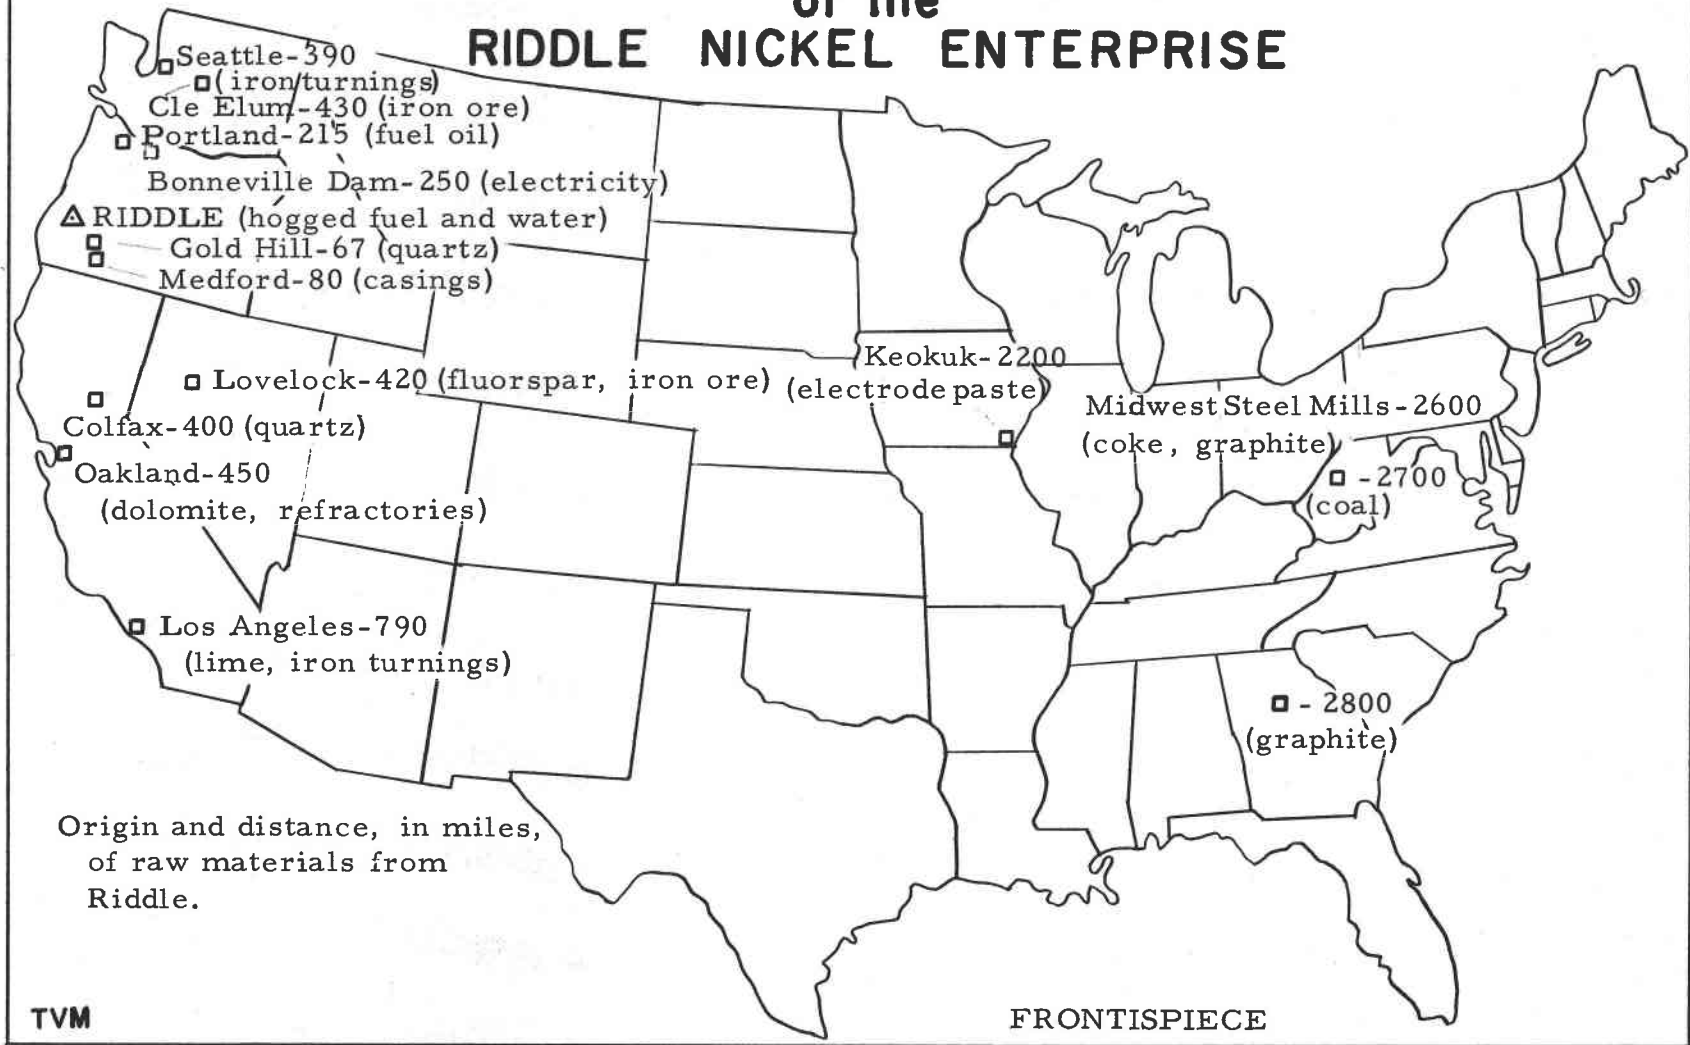 of the
RIDDLE NICKEL ENTERPRISE
Seattle-390
(iron turnings)
Cle Elum-430 (iron ore)
Portland-215 (fuel oil)
Bonneville Dam-250 (electricity)
RIDDLE (hogged fuel and water)
Gold Hill-67 (quartz)
Medford-80 (casings)
Keokuk-2200
(electrode paste)
Lovelock-420 (fluorspar, iron ore)
Midwest Steel Mills-2600
(coke, graphite)
Colfax-400 (quartz)
Oakland-450
(dolomite, refractories)
-2700
(coal)
Los Angeles-790
(lime, iron turnings)
- 2800
(graphite)
Origin and distance, in miles,
of raw materials from
Riddle.
TVM
FRONTISPIECE